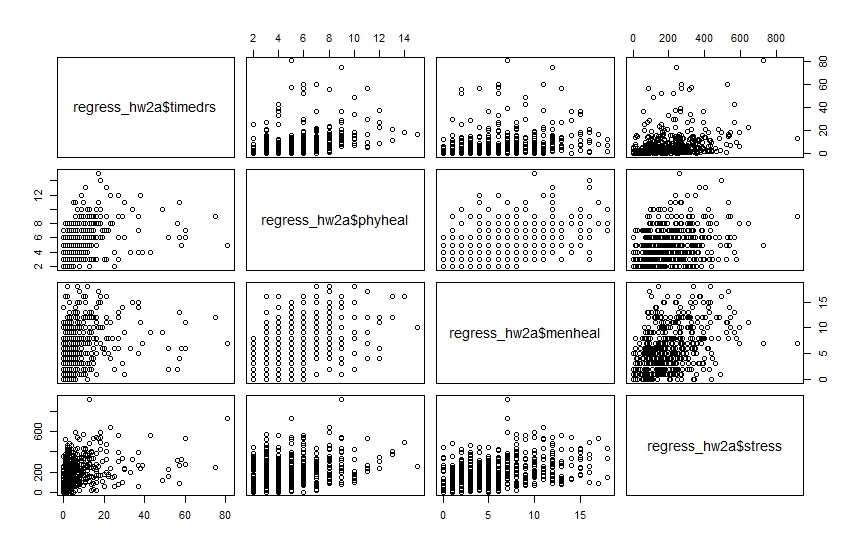 2 4 6 8 10 12 14
0 200 400 600 800
regress_hw2a$timedrs
0 20 40 60 80
2 4 6 8 12
regress_hw2a$phyheal
regress_hw2a$menheal
0 5 10 15
0 200 600
regress_hw2a$stress
0 20 40 60 80
0 5 10 15